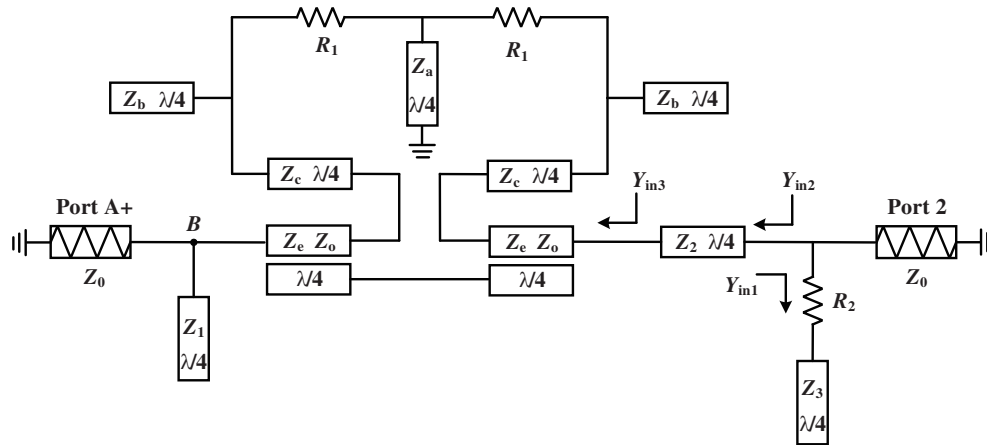 R1
R1
Za
λ/4
Zb λ/4
Zb λ/4
Zc λ/4
Zc λ/4
Port A+
B
Yin3
Yin2
Port 2
Ze Zo
Ze Zo
Z2 λ/4
Z0
Z0
λ/4
λ/4
Yin1
R2
Z1
λ/4
Z3
λ/4